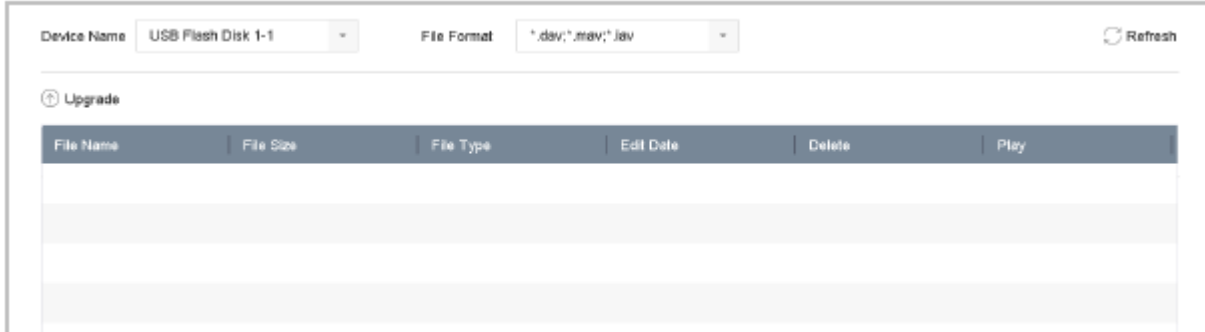 Device Name USB Flash Disk 1-1 File Format *.dav;*.mav;*.iav Refresh
Upgrade
File Name File Size File Type Edit Date Delete Play